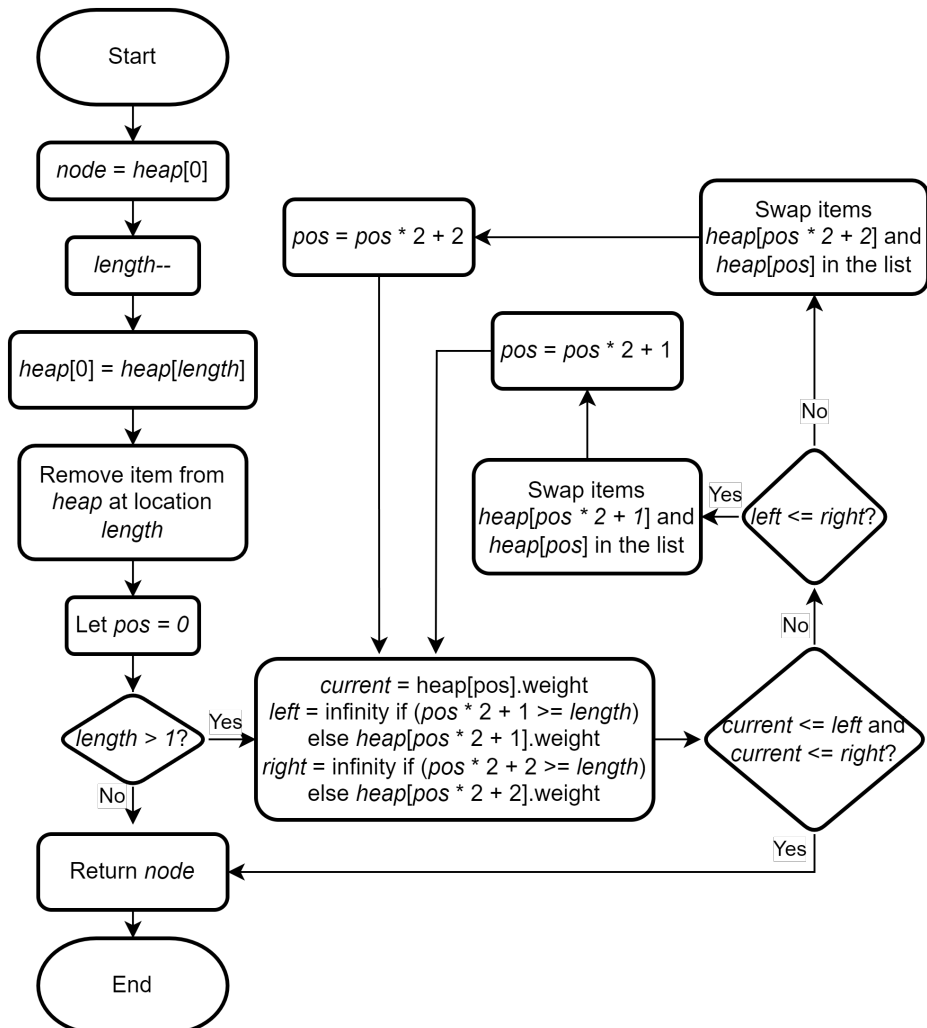 Start
node = heap[0]
length--
heap[0] = heap[length]
Remove item from
heap at location
length
Let pos = 0
length > 1?
Yes
No
Return node
End
current = heap[pos].weight
left = infinity if (pos * 2 + 1 >= length)
else heap[pos * 2 + 1].weight
right = infinity if (pos * 2 + 2 >= length)
else heap[pos * 2 + 2].weight
current <= left and
current <= right?
Yes
No
left <= right?
Yes
Swap items
heap[pos * 2 + 1] and
heap[pos] in the list
pos = pos * 2 + 1
No
Swap items
heap[pos * 2 + 2] and
heap[pos] in the list
pos = pos * 2 + 2